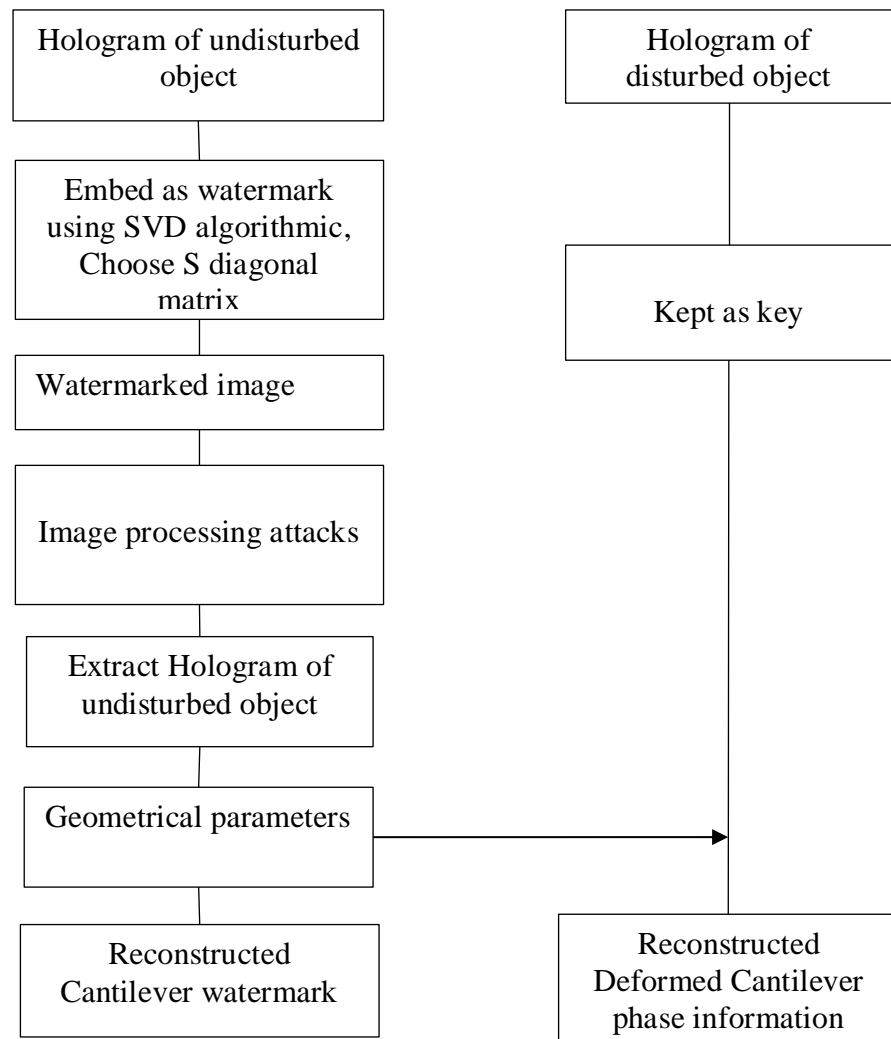 Hologram of undisturbed
object
Embed as watermark
using SVD algorithmic,
Choose S diagonal
matrix
Watermarked image
Image processing attacks
Extract Hologram of
undisturbed object
Geometrical parameters
Reconstructed
Cantilever watermark
Hologram of
disturbed object
Kept as key
Reconstructed
Deformed Cantilever
phase information